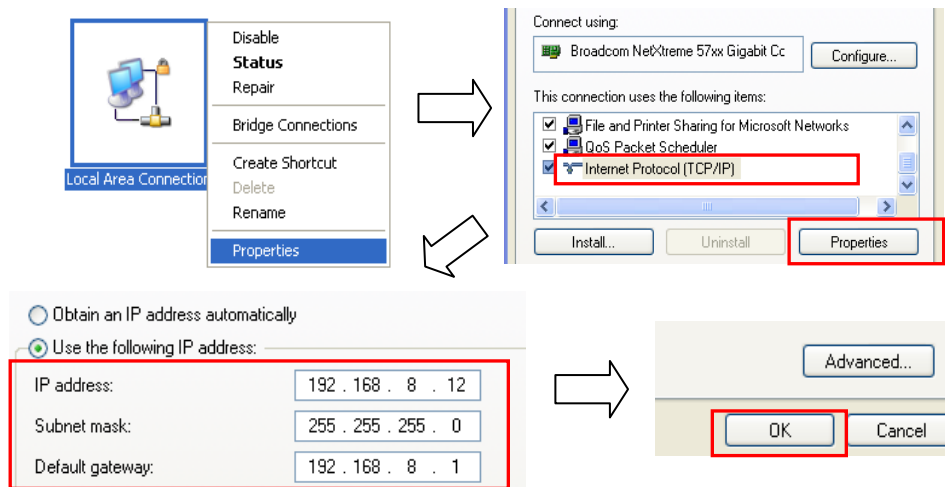 Local Area Connection
Disable
Status
Repair
Bridge Connections
Create Shortcut
Delete
Rename
Properties
Connect using:
Broadcom NetXtreme 57xx Gigabit Cc
Configure...
This connection uses the following items:
File and Printer Sharing for Microsoft Networks
QoS Packet Scheduler
Internet Protocol (TCP/IP)
Install...
Uninstall
Properties
Obtain an IP address automatically
Use the following IP address:
IP address: 192 . 168 . 8 . 12
Subnet mask: 255 . 255 . 255 . 0
Default gateway: 192 . 168 . 8 . 1
Advanced...
OK
Cancel